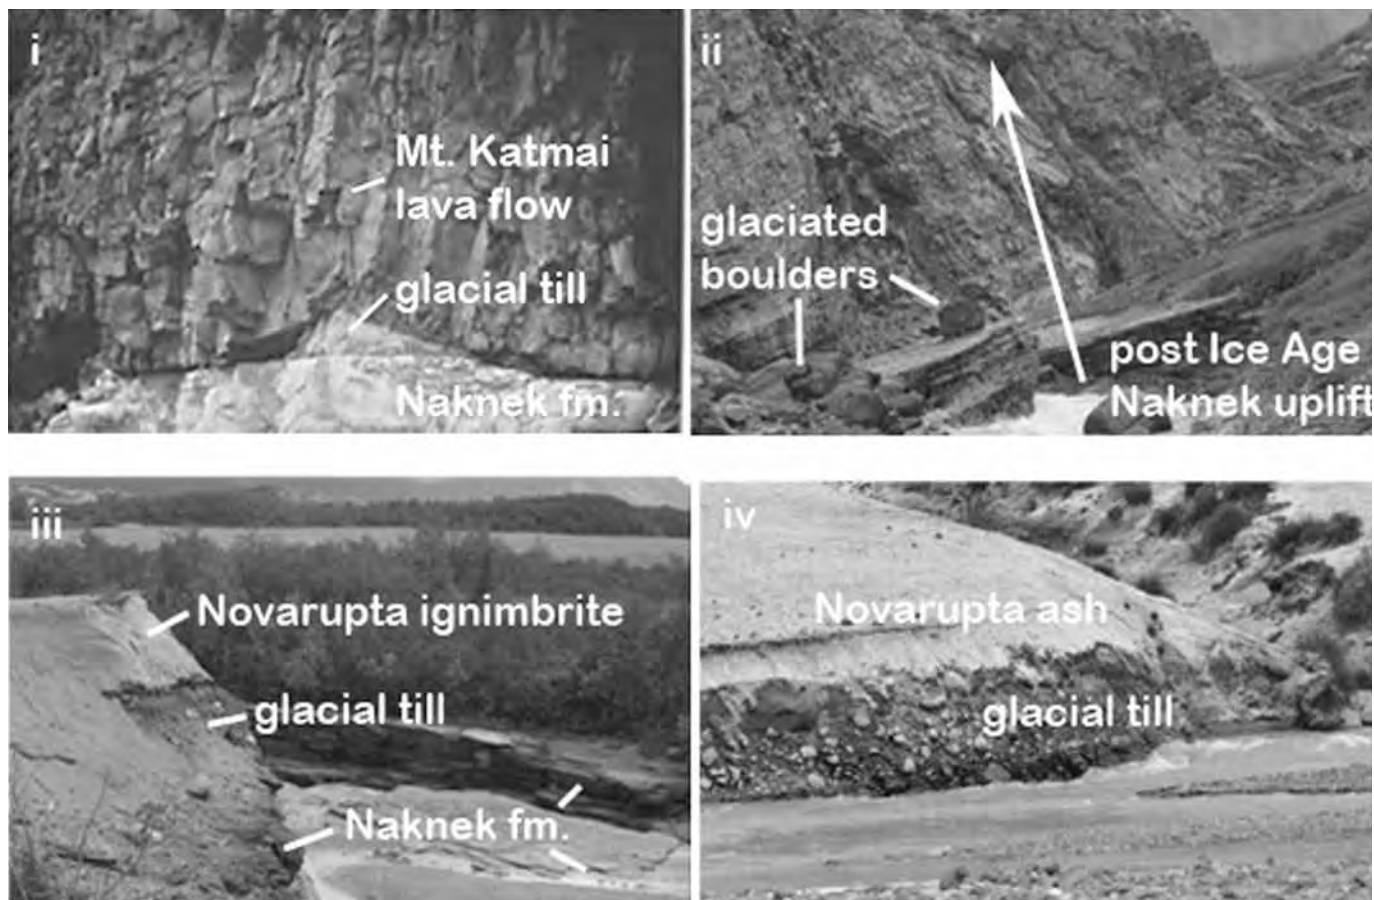 i
Mt. Katmai
lava flow
glacial till
Naknek fm.
ii
glaciated
boulders
post Ice Age
Naknek uplift
iii
Novarupta ignimbrite
glacial till
Naknek fm.
iv
Novarupta ash
glacial till